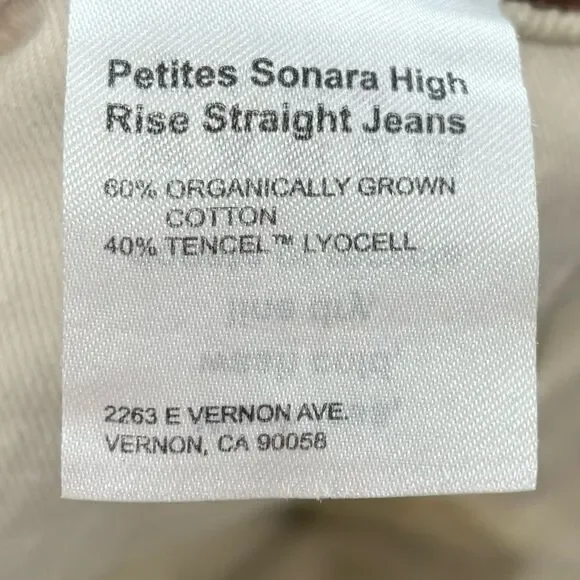 Petites Sonara High
Rise Straight Jeans
60% ORGANICALLY GROWN
COTTON
40% TENCEL™ LYOCELL
2263 E VERNON AVE.
VERNON, CA 90058